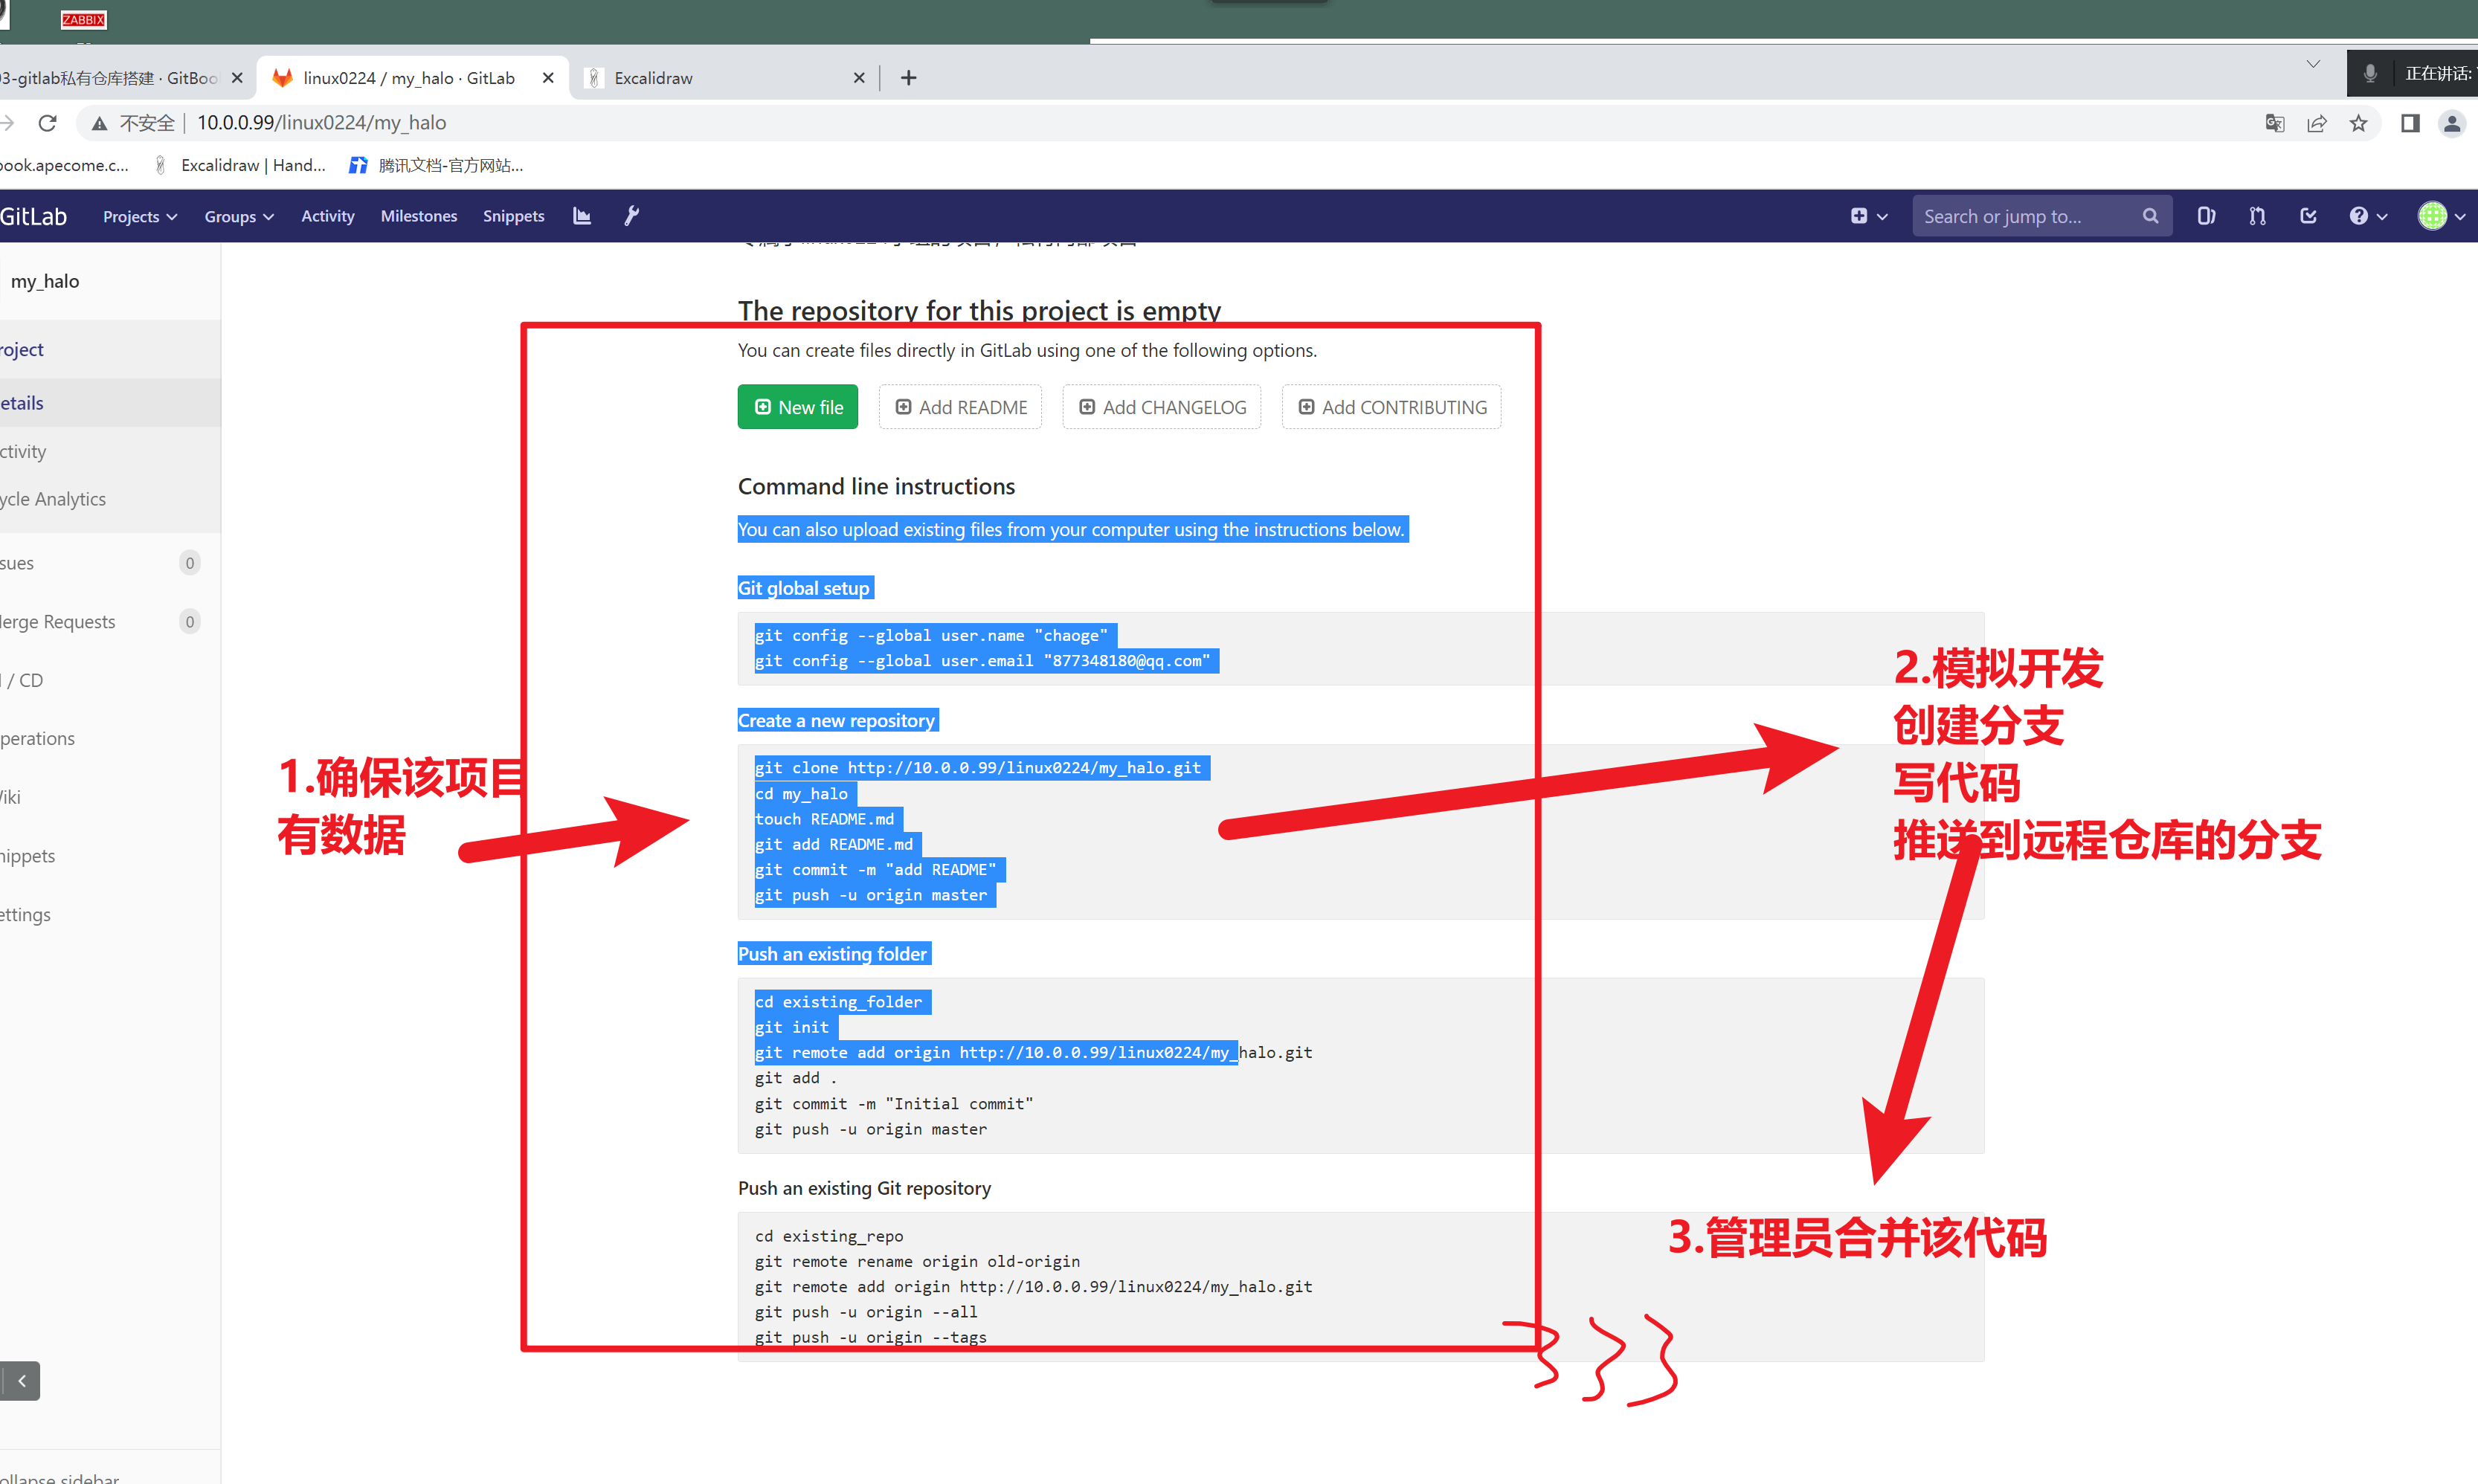 ZABBIX
03-gitlab私有仓库搭建 · GitBoo
linux0224 / my_halo · GitLab
Excalidraw
正在讲话:
不安全
10.0.0.99/linux0224/my_halo
book.apecome.c...
Excalidraw | Hand...
腾讯文档-官方网站...
GitLab
Projects
Groups
Activity
Milestones
Snippets
Search or jump to...
my_halo
The repository for this project is empty
You can create files directly in GitLab using one of the following options.
roject
New file
Add README
Add CHANGELOG
Add CONTRIBUTING
etails
ctivity
ycle Analytics
Command line instructions
You can also upload existing files from your computer using the instructions below.
sues
0
Git global setup
erge Requests
0
git config --global user.name "chaoge"
git config --global user.email "877348180@qq.com"
/ CD
Create a new repository
perations
git clone http://10.0.0.99/linux0224/my_halo.git
cd my_halo
touch README.md
git add README.md
git commit -m "add README"
git push -u origin master
iki
nippets
ettings
1.确保该项目
有数据
2.模拟开发
创建分支
写代码
推送到远程仓库的分支
Push an existing folder
cd existing_folder
git init
git remote add origin http://10.0.0.99/linux0224/my_halo.git
git add .
git commit -m "Initial commit"
git push -u origin master
Push an existing Git repository
cd existing_repo
git remote rename origin old-origin
git remote add origin http://10.0.0.99/linux0224/my_halo.git
git push -u origin --all
git push -u origin --tags
3.管理员合并该代码
ollapse sidebar